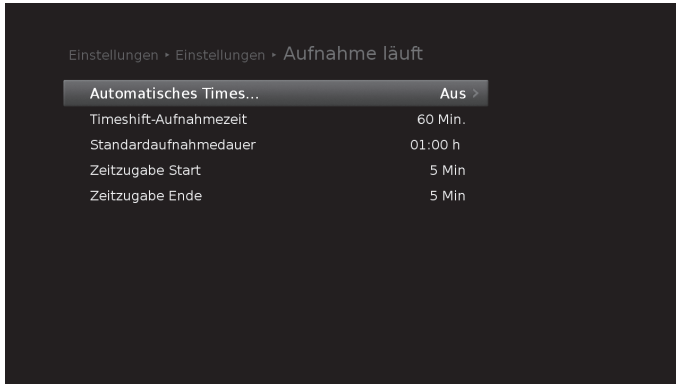 Einstellungen ‣ Einstellungen ‣ Aufnahme läuft
Automatisches Times... Aus >
Timeshift-Aufnahmezeit 60 Min.
Standardaufnahmedauer 01:00 h
Zeitzugabe Start 5 Min
Zeitzugabe Ende 5 Min